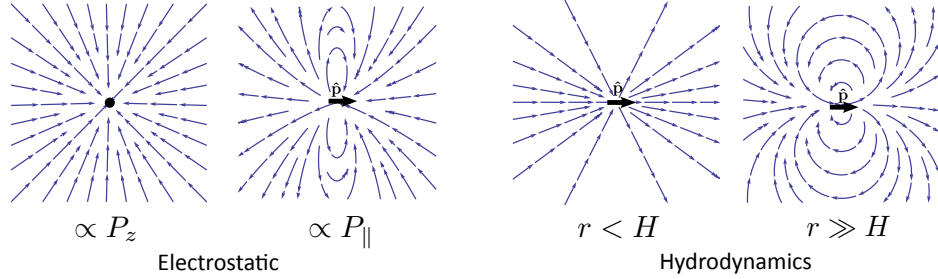 p̂
p̂
p̂
∝ P_z
∝ P_∥
r < H
r ≫ H
Electrostatic
Hydrodynamics